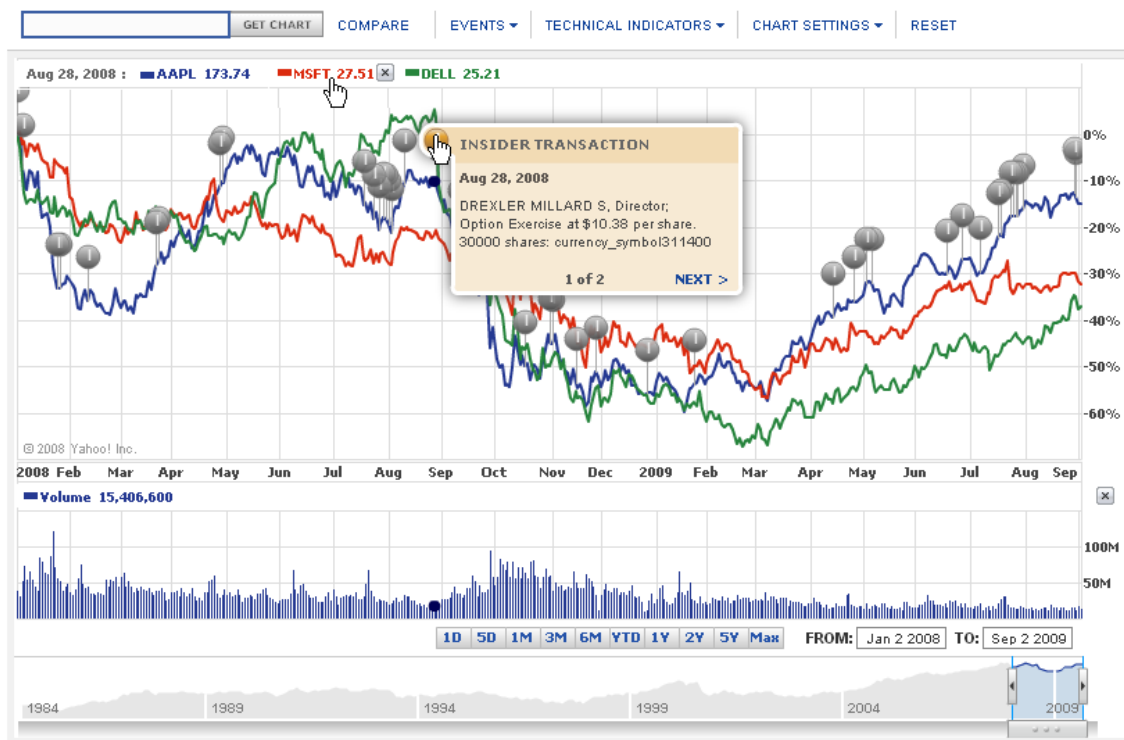 GET CHART COMPARE EVENTS TECHNICAL INDICATORS CHART SETTINGS RESET
Aug 28, 2008 : AAPL 173.74 MSFT 27.51 DELL 25.21
0%
INSIDER TRANSACTION
Aug 28, 2008
-10%
DREXLER MILLARD S, Director;
Option Exercise at $10.38 per share.
-20%
30000 shares: currency_symbol311400
-30%
1 of 2 NEXT >
-40%
-50%
-60%
© 2008 Yahoo! Inc.
2008 Feb Mar Apr May Jun Jul Aug Sep Oct Nov Dec 2009 Feb Mar Apr May Jun Jul Aug Sep
Volume 15,406,600
100M
50M
1D 5D 1M 3M 6M YTD 1Y 2Y 5Y Max FROM: Jan 2 2008 TO: Sep 2 2009
1984 1989 1994 1999 2004 2009